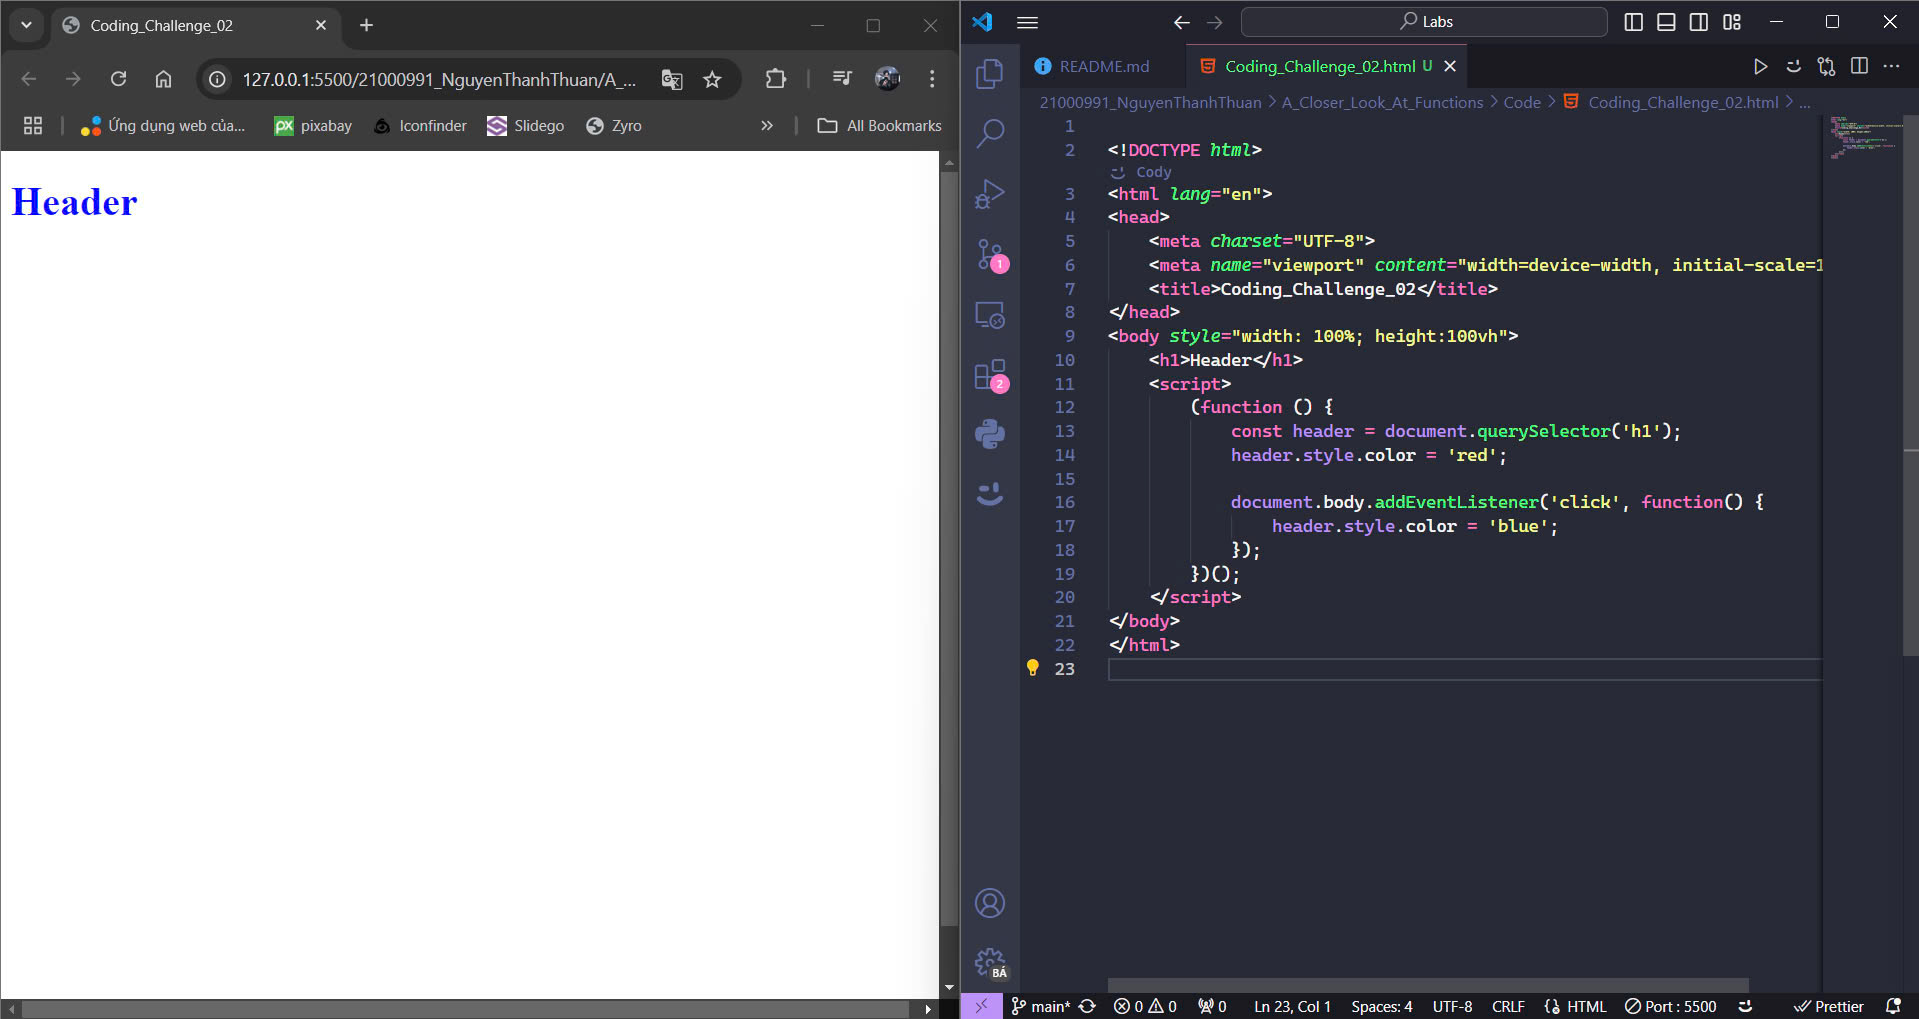 Coding_Challenge_02
127.0.0.1:5500/21000991_NguyenThanhThuan/A_...
Ứng dụng web của...
pixabay
Iconfinder
Slidego
Zyro
All Bookmarks
Header
Labs
README.md
Coding_Challenge_02.html U
21000991_NguyenThanhThuan > A_Closer_Look_At_Functions > Code > Coding_Challenge_02.html > ...
1
2 <!DOCTYPE html>
Cody
3 <html lang="en">
4 <head>
5 <meta charset="UTF-8">
6 <meta name="viewport" content="width=device-width, initial-scale=1
7 <title>Coding_Challenge_02</title>
8 </head>
9 <body style="width: 100%; height:100vh">
10 <h1>Header</h1>
11 <script>
12 (function () {
13 const header = document.querySelector('h1');
14 header.style.color = 'red';
15
16 document.body.addEventListener('click', function() {
17 header.style.color = 'blue';
18 });
19 })();
20 </script>
21 </body>
22 </html>
23
1
2
BÁ
main* 0 0 0 Ln 23, Col 1 Spaces: 4 UTF-8 CRLF HTML Port : 5500 Prettier